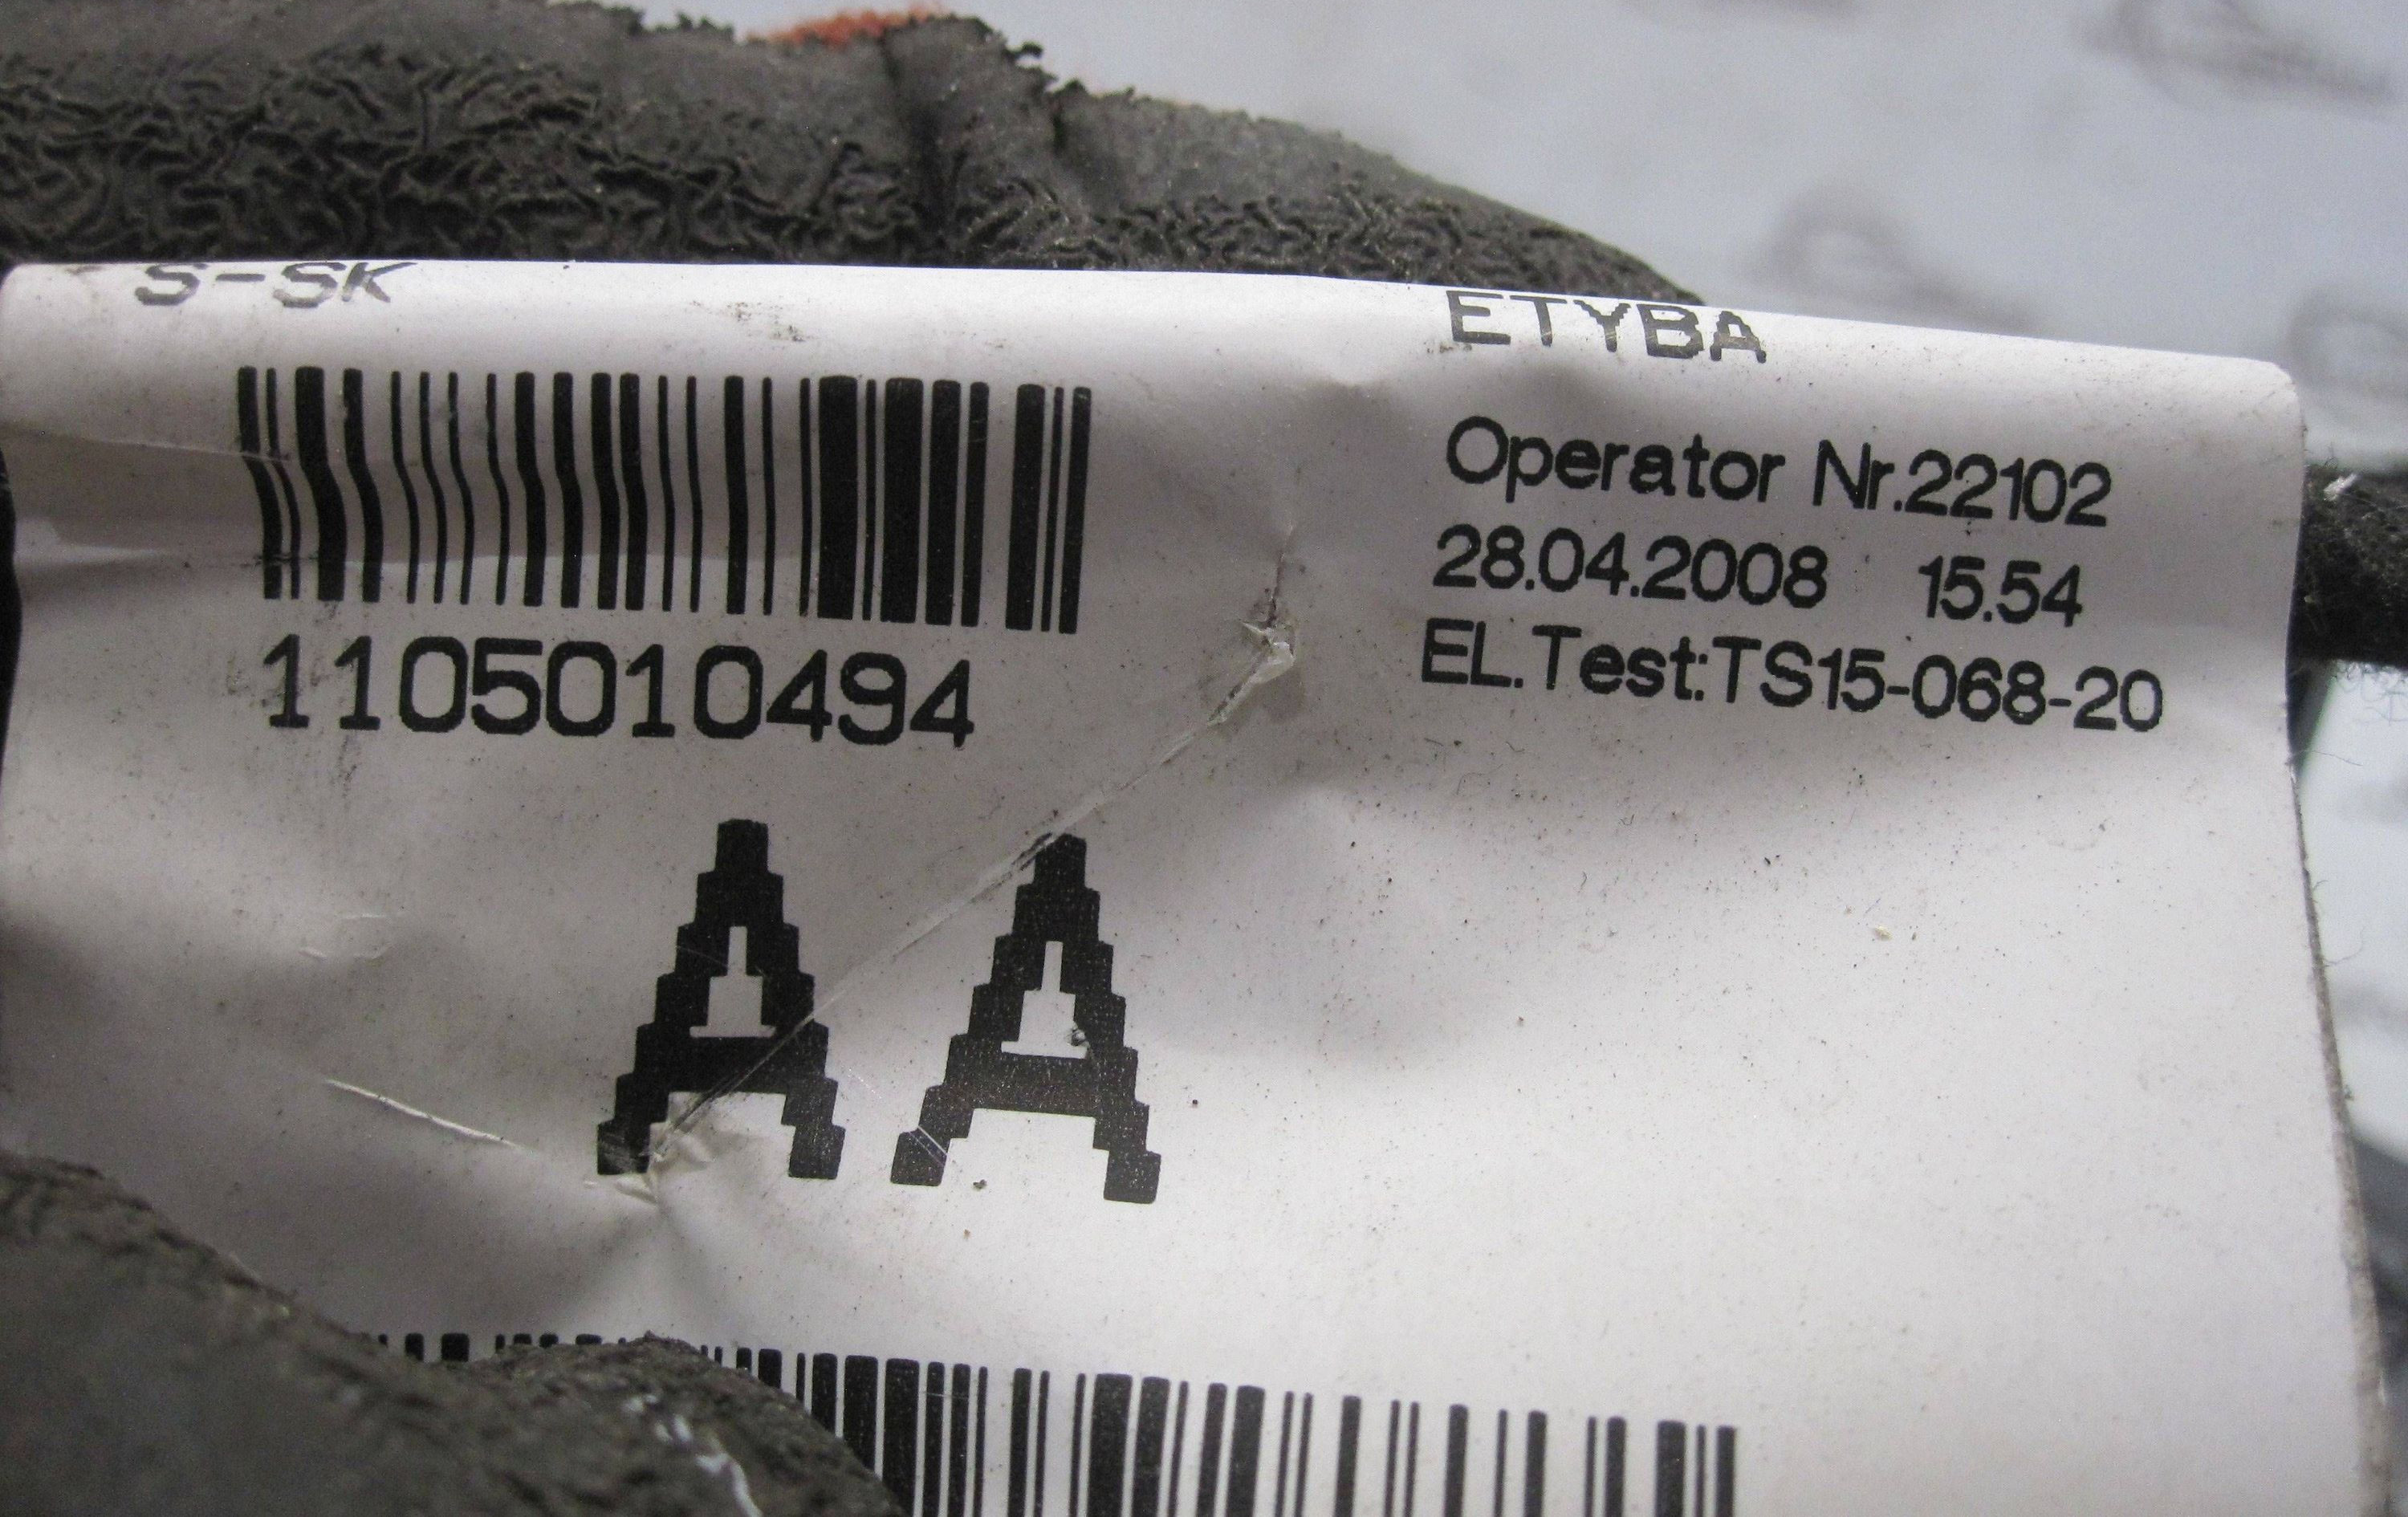 S-SK
ETYBA
Operator Nr.22102
28.04.2008 15.54
EL.Test:TS15-068-20
1105010494
AA